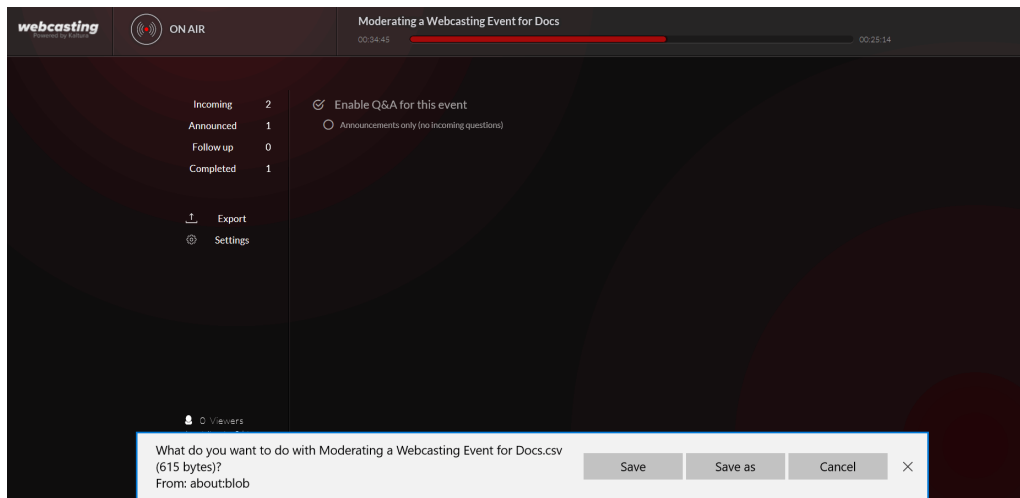 webcasting
Powered by Kaltura
ON AIR
Moderating a Webcasting Event for Docs
00:34:45
00:25:14
Incoming 2
Announced 1
Follow up 0
Completed 1
Export
Settings
Enable Q&A for this event
Announcements only (no incoming questions)
0 Viewers
What do you want to do with Moderating a Webcasting Event for Docs.csv
(615 bytes)?
From: about:blob
Save
Save as
Cancel